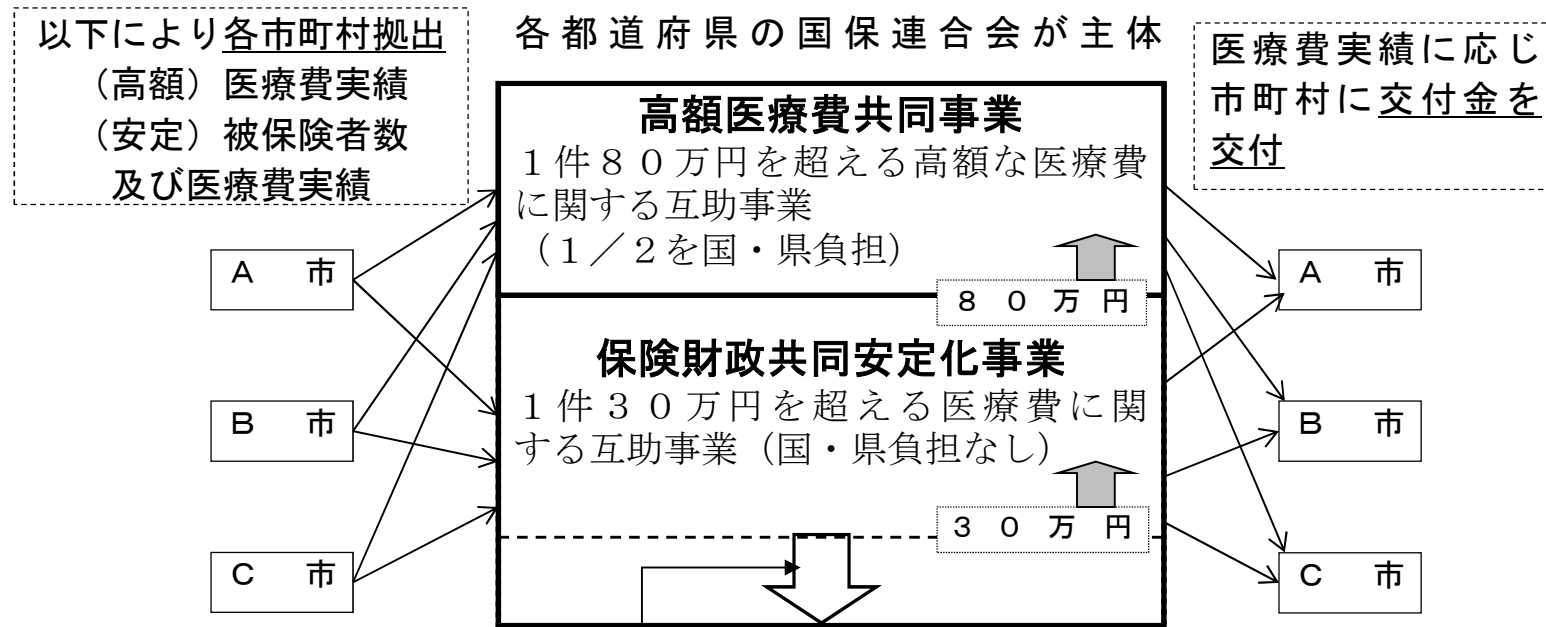 各都道府県の国保連合会が主体
以下により各市町村拠出
（高額）医療費実績
（安定）被保険者数
及び医療費実績
A 市
B 市
C 市
高額医療費共同事業
１件８０万円を超える高額な医療費
に関する互助事業
（１／２を国・県負担）
８０万円
保険財政共同安定化事業
１件３０万円を超える医療費に関
する互助事業（国・県負担なし）
３０万円
医療費実績に応じ
市町村に交付金を
交付
A 市
B 市
C 市